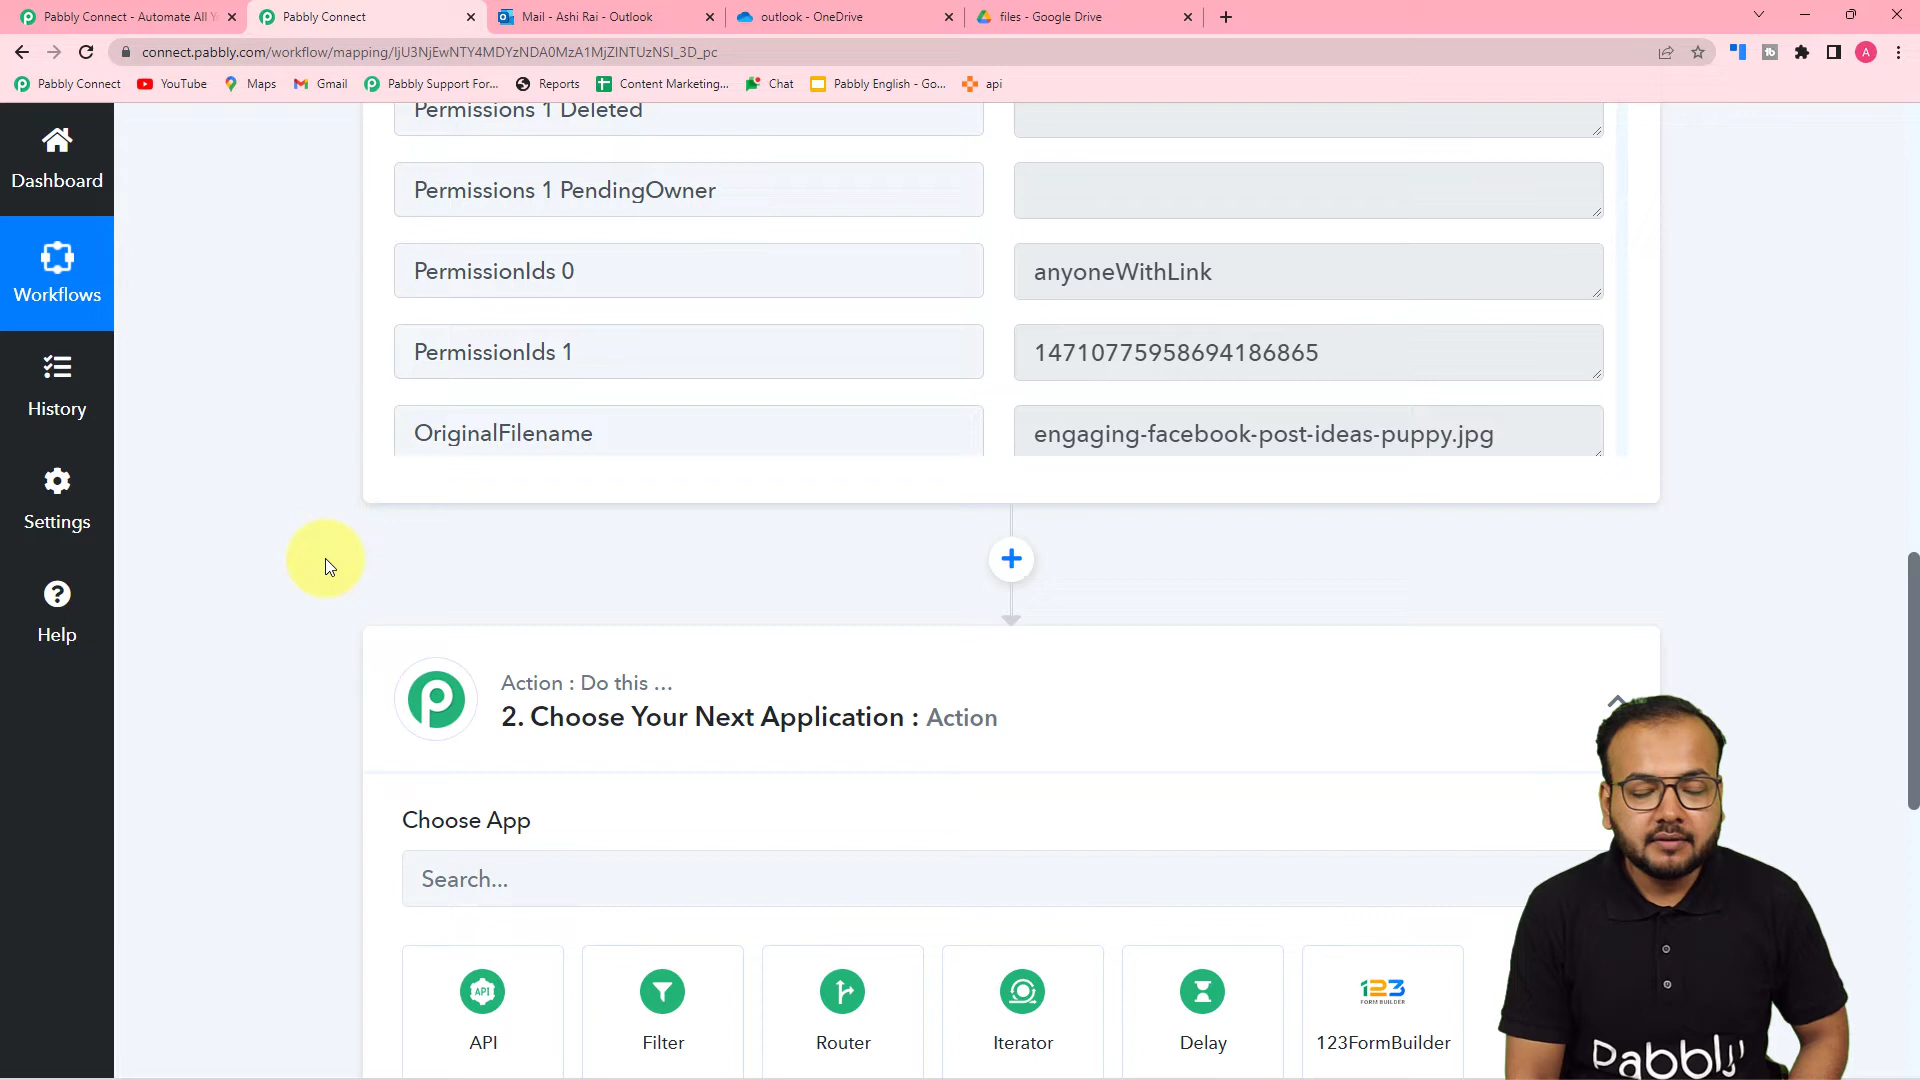 Pabbly Connect - Automate All Y
Pabbly Connect
Mail - Ashi Rai - Outlook
outlook - OneDrive
files - Google Drive
connect.pabbly.com/workflow/mapping/IjU3NjEwNTY4MDYzNDA0MzA1MjZlNTUzNSI_3D_pc
A
Pabbly Connect
YouTube
Maps
Gmail
Pabbly Support For...
Reports
Content Marketing...
Chat
Pabbly English - Go...
api
Dashboard
Workflows
History
Settings
Help
Permissions 1 Deleted
Permissions 1 PendingOwner
PermissionIds 0
anyoneWithLink
PermissionIds 1
14710775958694186865
OriginalFilename
engaging-facebook-post-ideas-puppy.jpg
Action : Do this ...
2. Choose Your Next Application : Action
Choose App
Search...
API
API
Filter
Router
Iterator
Delay
123
FORM BUILDER
123FormBuilder
Pabbly